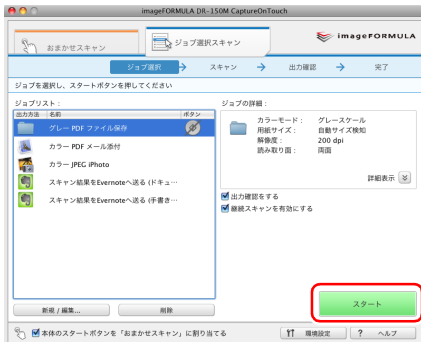 imageFORMULA DR-150M CaptureOnTouch
おまかせスキャン
ジョブ選択スキャン
imageFORMULA
ジョブ選択
スキャン
出力確認
完了
ジョブを選択し、スタートボタンを押してください
ジョブリスト：
出力方法 名前 ボタン
グレー PDF ファイル保存
カラー PDF メール添付
カラー JPEG iPhoto
スキャン結果をEvernoteへ送る (ドキュ…
スキャン結果をEvernoteへ送る (手書き…
新規 / 編集...
削除
ジョブの詳細：
カラーモード： グレースケール
用紙サイズ： 自動サイズ検知
解像度： 200 dpi
読み取り面： 両面
詳細表示
出力確認をする
継続スキャンを有効にする
スタート
本体のスタートボタンを「おまかせスキャン」に割り当てる
環境設定
? ヘルプ